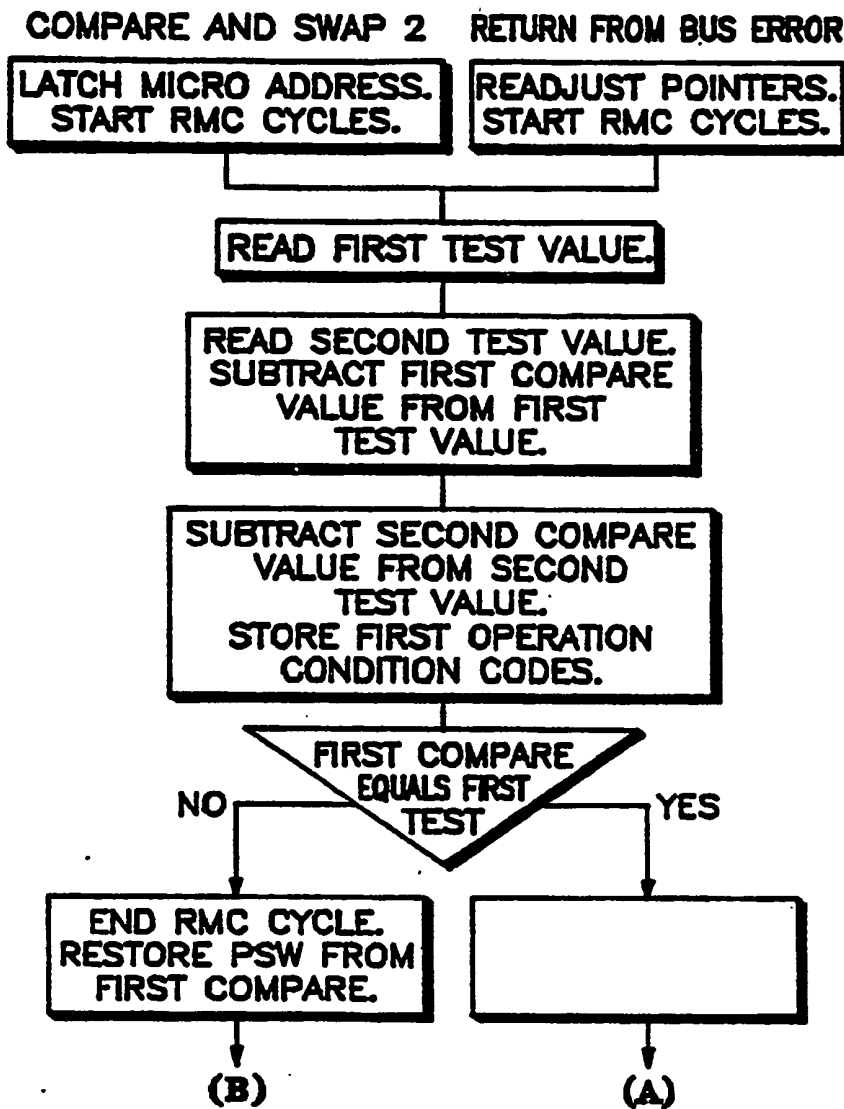 COMPARE AND SWAP 2
RETURN FROM BUS ERROR
LATCH MICRO ADDRESS.
START RMC CYCLES.
READJUST POINTERS.
START RMC CYCLES.
READ FIRST TEST VALUE.
READ SECOND TEST VALUE.
SUBTRACT FIRST COMPARE
VALUE FROM FIRST
TEST VALUE.
SUBTRACT SECOND COMPARE
VALUE FROM SECOND
TEST VALUE.
STORE FIRST OPERATION
CONDITION CODES.
FIRST COMPARE
EQUALS FIRST
TEST
NO
YES
END RMC CYCLE.
RESTORE PSW FROM
FIRST COMPARE.
(B)
(A)